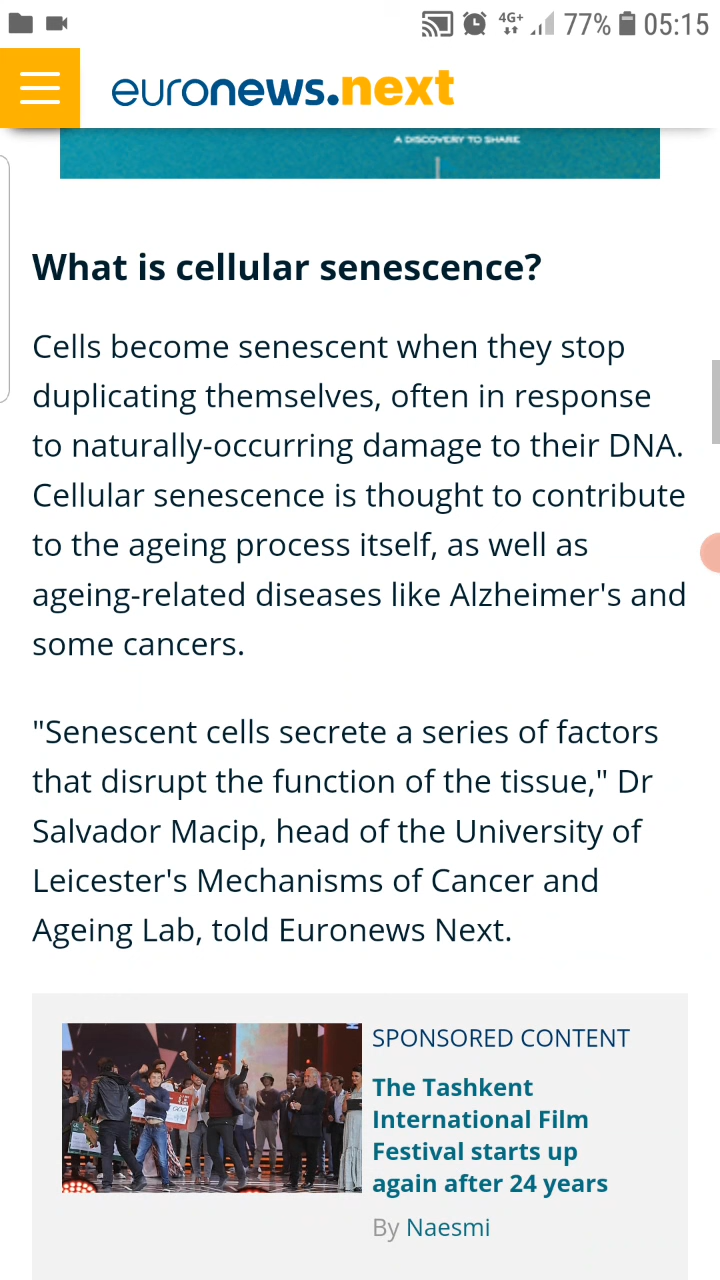 4G+ 77% 05:15
euronews.next
A DISCOVERY TO SHARE
What is cellular senescence?
Cells become senescent when they stop
duplicating themselves, often in response
to naturally-occurring damage to their DNA.
Cellular senescence is thought to contribute
to the ageing process itself, as well as
ageing-related diseases like Alzheimer's and
some cancers.
"Senescent cells secrete a series of factors
that disrupt the function of the tissue," Dr
Salvador Macip, head of the University of
Leicester's Mechanisms of Cancer and
Ageing Lab, told Euronews Next.
SPONSORED CONTENT
The Tashkent
International Film
Festival starts up
again after 24 years
By Naesmi